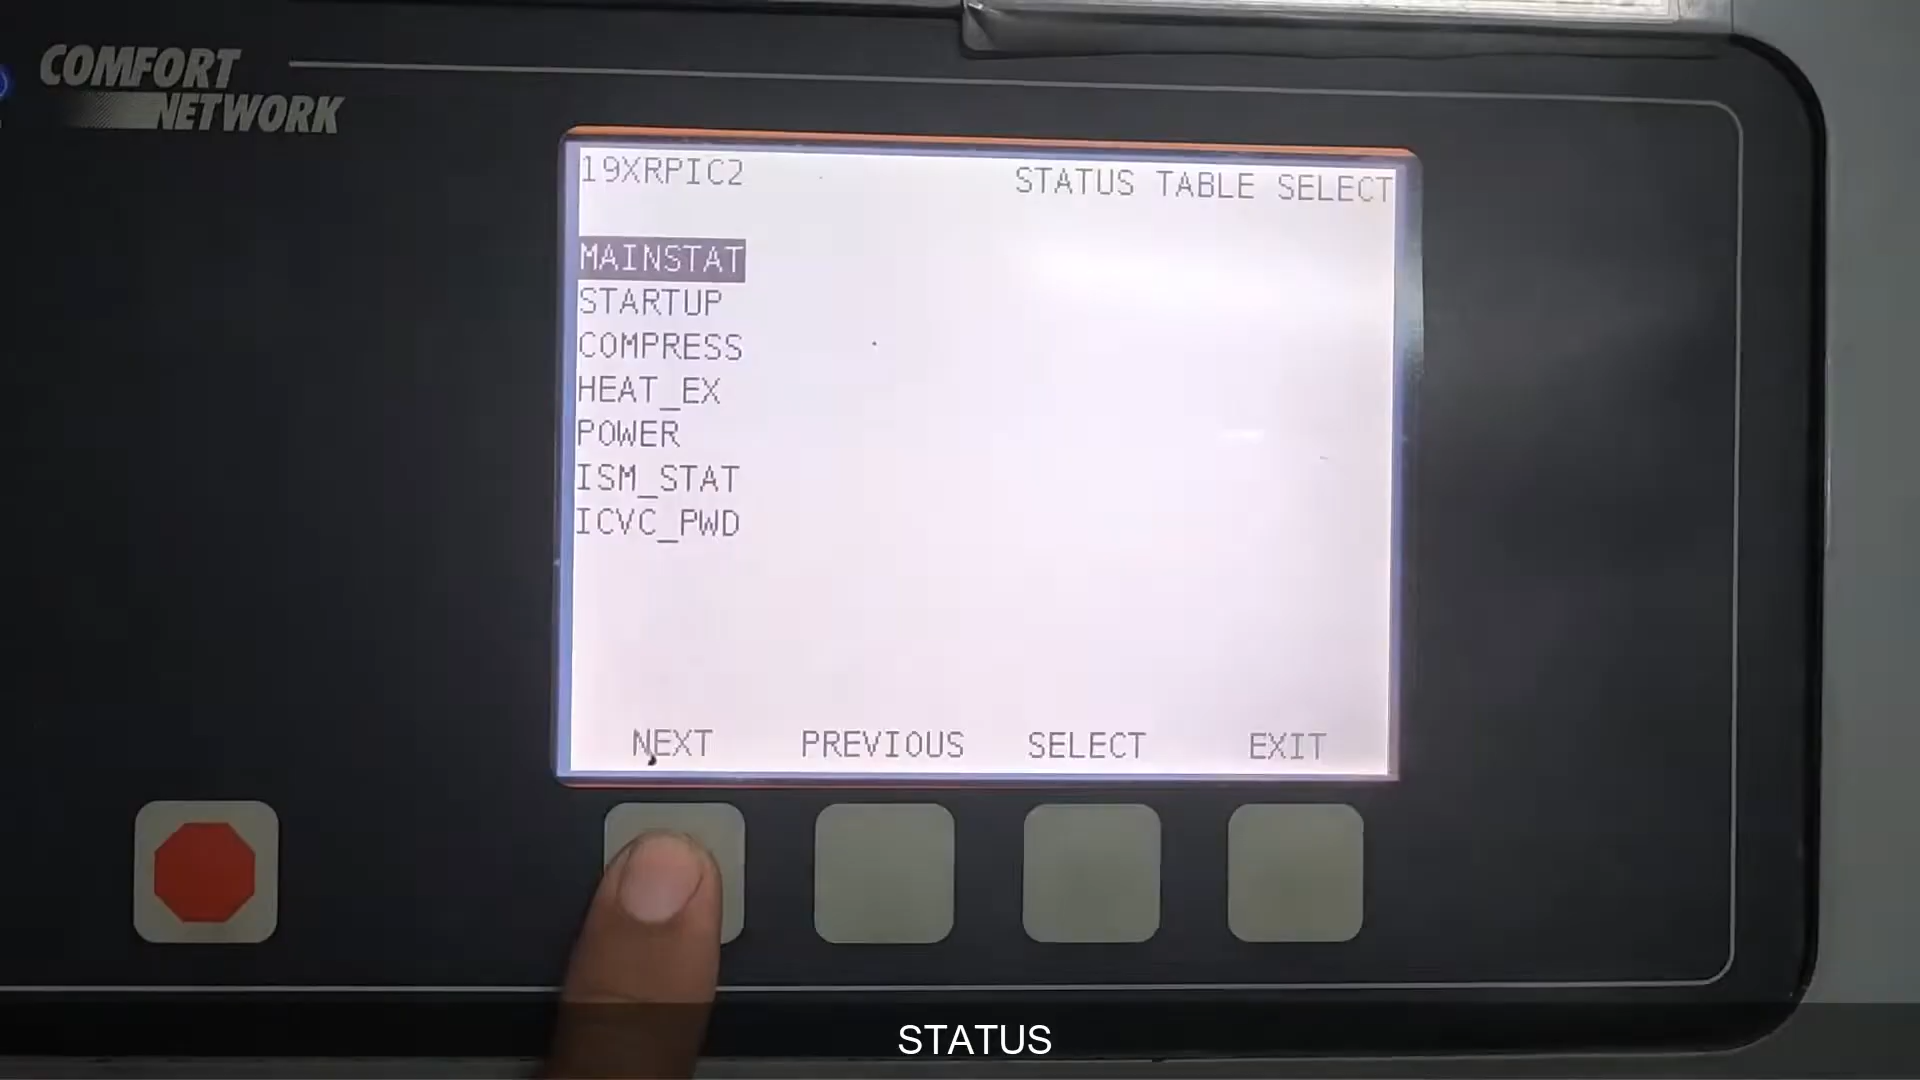 COMFORT
NETWORK
19XRPIC2
STATUS TABLE SELECT
MAINSTAT
STARTUP
COMPRESS
HEAT_EX
POWER
ISM_STAT
ICVC_PWD
NEXT PREVIOUS SELECT EXIT
STATUS